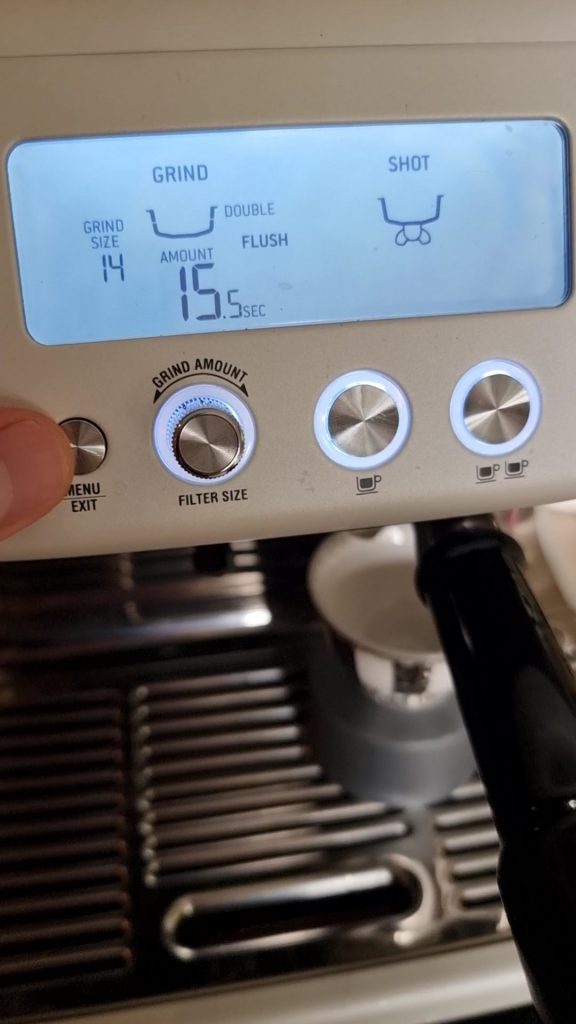 GRIND
SHOT
DOUBLE
GRIND
SIZE
14
FLUSH
AMOUNT
15.5SEC
GRIND AMOUNT
MENU
EXIT
FILTER SIZE